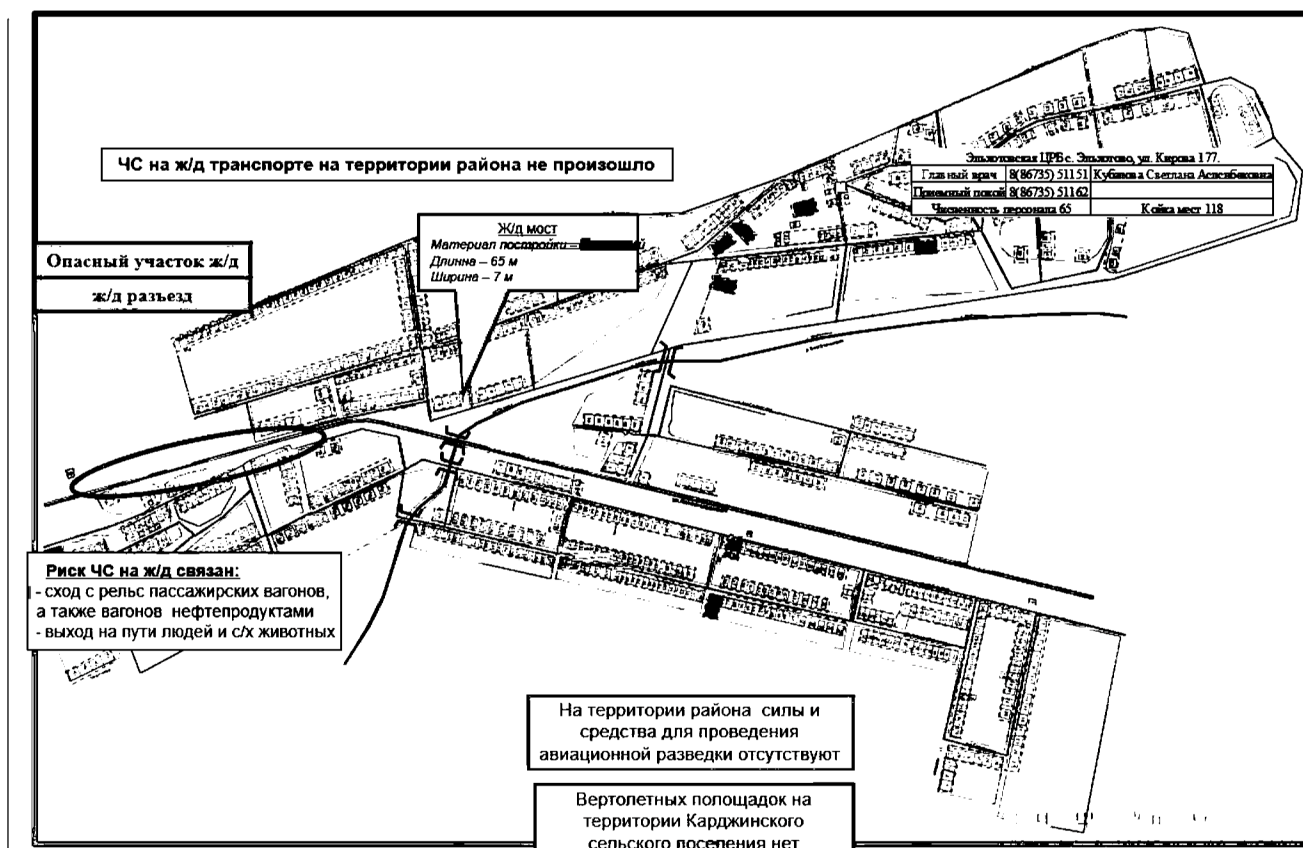 ЧС на ж/д транспорте на территории района не произошло
Эльхотовская ЦРБ с. Эльхотово, ул. Кирова 177.
Главный врач 8(86735) 51151 Светлана
Приемный покой 8(86735) 51162
Численность персонала 65 Койка мест 118
Ж/д мост
Материал постройки –
Длинна – 65 м
Ширина – 7 м
Опасный участок ж/д
ж/д разъезд
Риск ЧС на ж/д связан:
- сход с рельс пассажирских вагонов,
а также вагонов нефтепродуктами
- выход на пути людей и с/х животных
На территории района силы и
средства для проведения
авиационной разведки отсутствуют
Вертолетных полощадок на
территории Карджинского
сельского поселения нет